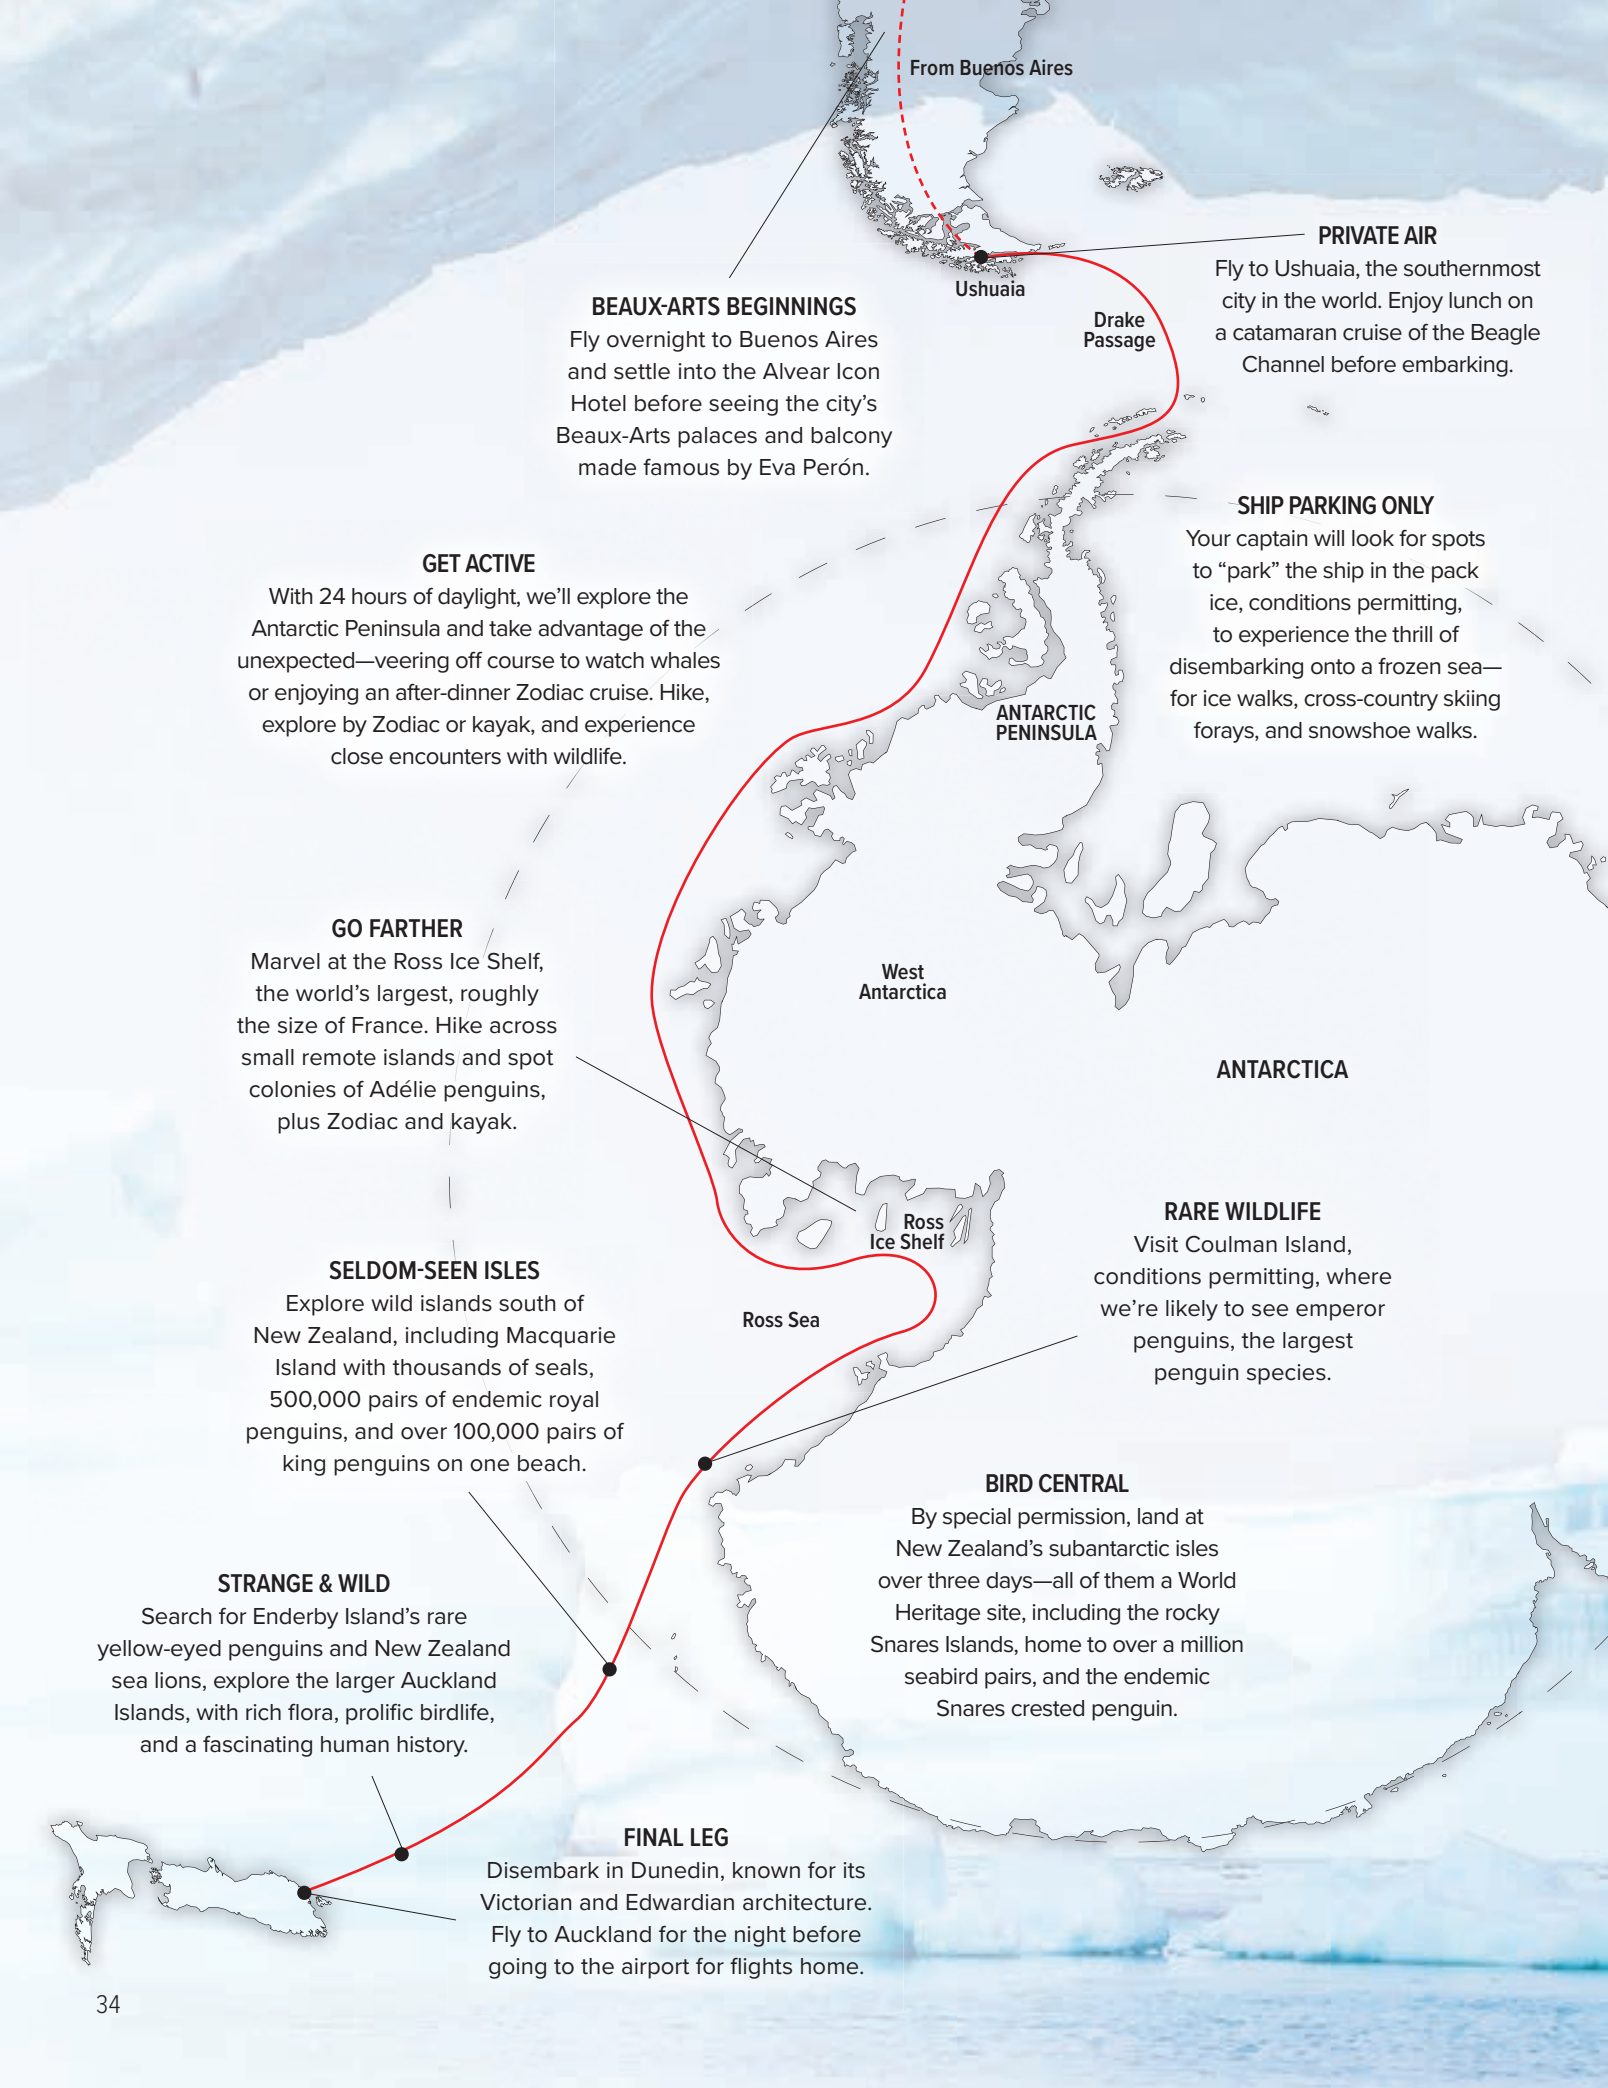 From Buenos Aires
PRIVATE AIR
Fly to Ushuaia, the southernmost
city in the world. Enjoy lunch on
a catamaran cruise of the Beagle
Channel before embarking.
Ushuaia
Drake
Passage
BEAUX-ARTS BEGINNINGS
Fly overnight to Buenos Aires
and settle into the Alvear Icon
Hotel before seeing the city’s
Beaux-Arts palaces and balcony
made famous by Eva Perón.
SHIP PARKING ONLY
Your captain will look for spots
to “park” the ship in the pack
ice, conditions permitting,
to experience the thrill of
disembarking onto a frozen sea—
for ice walks, cross-country skiing
forays, and snowshoe walks.
GET ACTIVE
With 24 hours of daylight, we’ll explore the
Antarctic Peninsula and take advantage of the
unexpected—veering off course to watch whales
or enjoying an after-dinner Zodiac cruise. Hike,
explore by Zodiac or kayak, and experience
close encounters with wildlife.
ANTARCTIC
PENINSULA
GO FARTHER
Marvel at the Ross Ice Shelf,
the world’s largest, roughly
the size of France. Hike across
small remote islands and spot
colonies of Adélie penguins,
plus Zodiac and kayak.
West
Antarctica
ANTARCTICA
Ross
Ice Shelf
RARE WILDLIFE
Visit Coulman Island,
conditions permitting, where
we’re likely to see emperor
penguins, the largest
penguin species.
SELDOM-SEEN ISLES
Explore wild islands south of
New Zealand, including Macquarie
Island with thousands of seals,
500,000 pairs of endemic royal
penguins, and over 100,000 pairs of
king penguins on one beach.
Ross Sea
BIRD CENTRAL
By special permission, land at
New Zealand’s subantarctic isles
over three days—all of them a World
Heritage site, including the rocky
Snares Islands, home to over a million
seabird pairs, and the endemic
Snares crested penguin.
STRANGE & WILD
Search for Enderby Island’s rare
yellow-eyed penguins and New Zealand
sea lions, explore the larger Auckland
Islands, with rich flora, prolific birdlife,
and a fascinating human history.
FINAL LEG
Disembark in Dunedin, known for its
Victorian and Edwardian architecture.
Fly to Auckland for the night before
going to the airport for flights home.
34